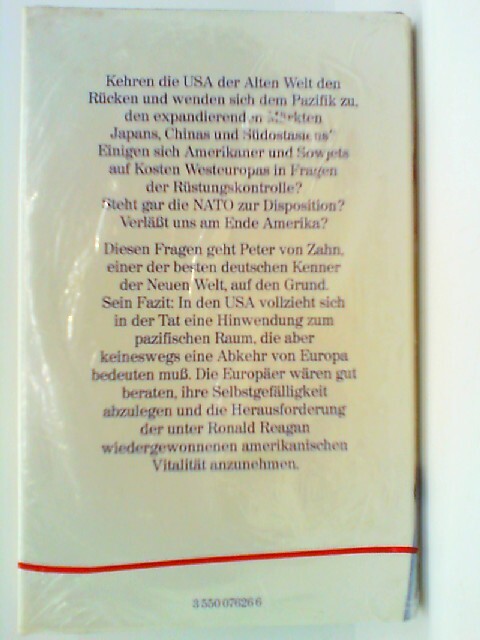 Kehren die USA der Alten Welt den
Rücken und wenden sich dem Pazifik zu,
den expandierenden Märkten
Japans, Chinas und Südostasiens?
Einigen sich Amerikaner und Sowjets
auf Kosten Westeuropas in Fragen
der Rüstungskontrolle?
Steht gar die NATO zur Disposition?
Verläßt uns am Ende Amerika?
Diesen Fragen geht Peter von Zahn,
einer der besten deutschen Kenner
der Neuen Welt, auf den Grund.
Sein Fazit: In den USA vollzieht sich
in der Tat eine Hinwendung zum
pazifischen Raum, die aber
keineswegs eine Abkehr von Europa
bedeuten muß. Die Europäer wären gut
beraten, ihre Selbstgefälligkeit
abzulegen und die Herausforderung
der unter Ronald Reagan
wiedergewonnenen amerikanischen
Vitalität anzunehmen.
3 550 07626 6